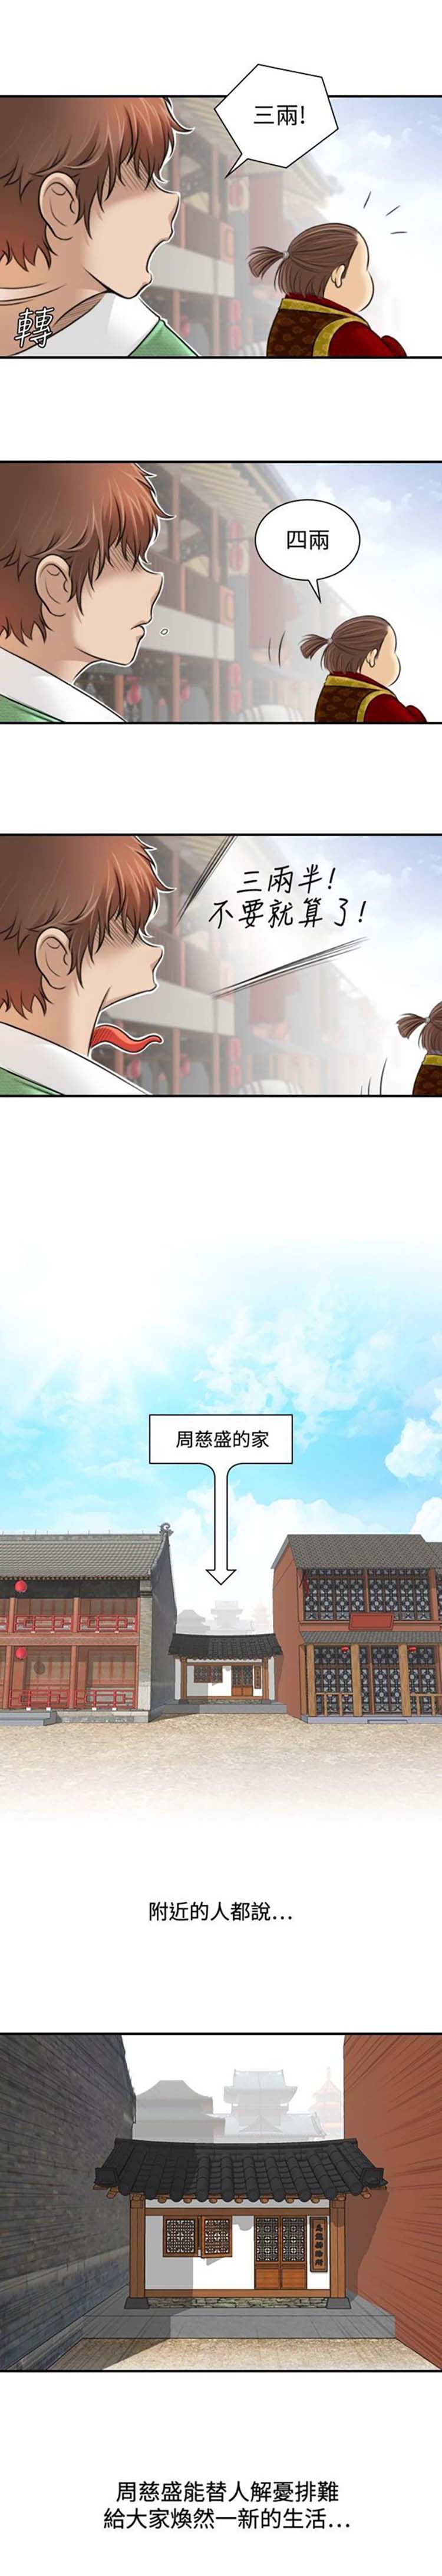 三兩!
轉
四兩
三兩半!
不要就算了!
周慈盛的家
附近的人都說...
周慈盛能替人解憂排難
給大家煥然一新的生活...